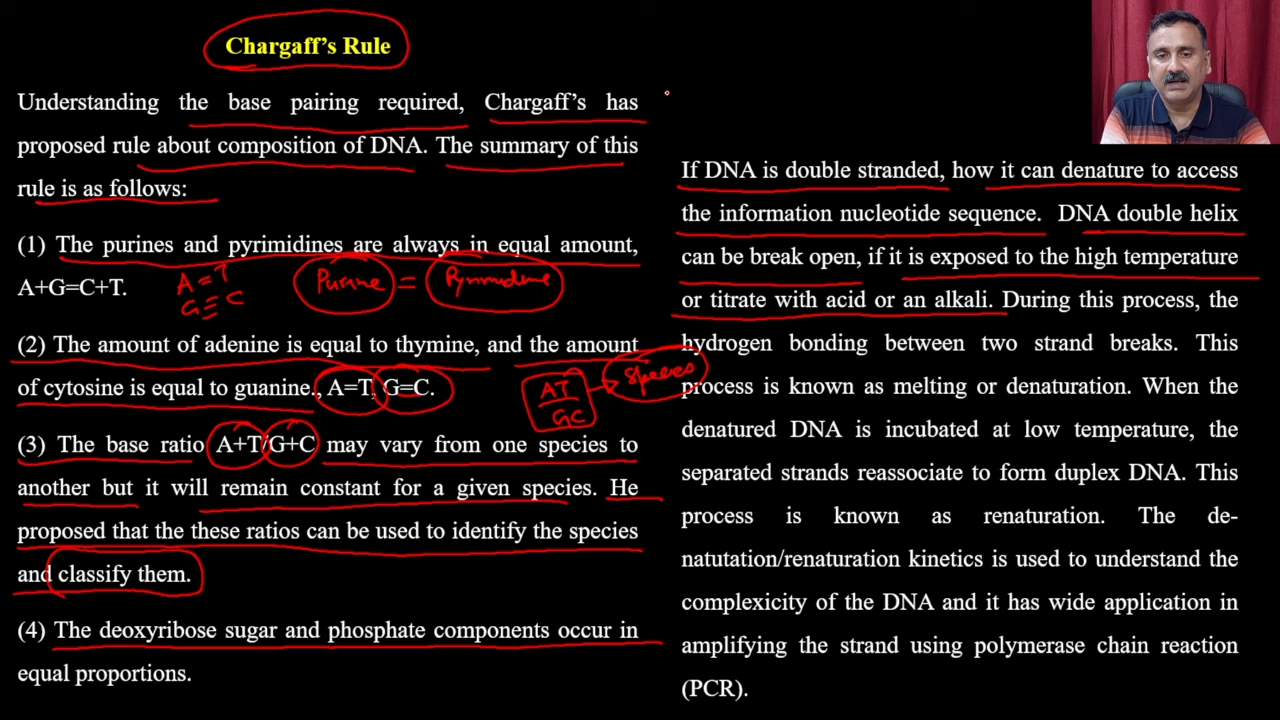 Chargaff's Rule
Understanding the base pairing required, Chargaff's has
proposed rule about composition of DNA. The summary of this
rule is as follows:
(1) The purines and pyrimidines are always in equal amount,
A+G=C+T.
A = T
G ≡ C
Purine = Pyrimidine
(2) The amount of adenine is equal to thymine, and the amount
of cytosine is equal to guanine., A=T, G=C.
AT
GC
Species
(3) The base ratio A+T/G+C may vary from one species to
another but it will remain constant for a given species. He
proposed that the these ratios can be used to identify the species
and classify them.
(4) The deoxyribose sugar and phosphate components occur in
equal proportions.
If DNA is double stranded, how it can denature to access
the information nucleotide sequence. DNA double helix
can be break open, if it is exposed to the high temperature
or titrate with acid or an alkali. During this process, the
hydrogen bonding between two strand breaks. This
process is known as melting or denaturation. When the
denatured DNA is incubated at low temperature, the
separated strands reassociate to form duplex DNA. This
process is known as renaturation. The de-
natutation/renaturation kinetics is used to understand the
complexicity of the DNA and it has wide application in
amplifying the strand using polymerase chain reaction
(PCR).